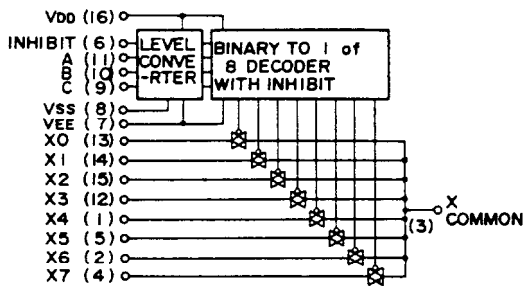 VDD (16)
INHIBIT (6)
A (11)
B (10)
C (9)
VSS (8)
VEE (7)
X0 (13)
X1 (14)
X2 (15)
X3 (12)
X4 (1)
X5 (5)
X6 (2)
X7 (4)
LEVEL
CONVE
-RTER
BINARY TO 1 of
8 DECODER
WITH INHIBIT
X
(3) COMMON